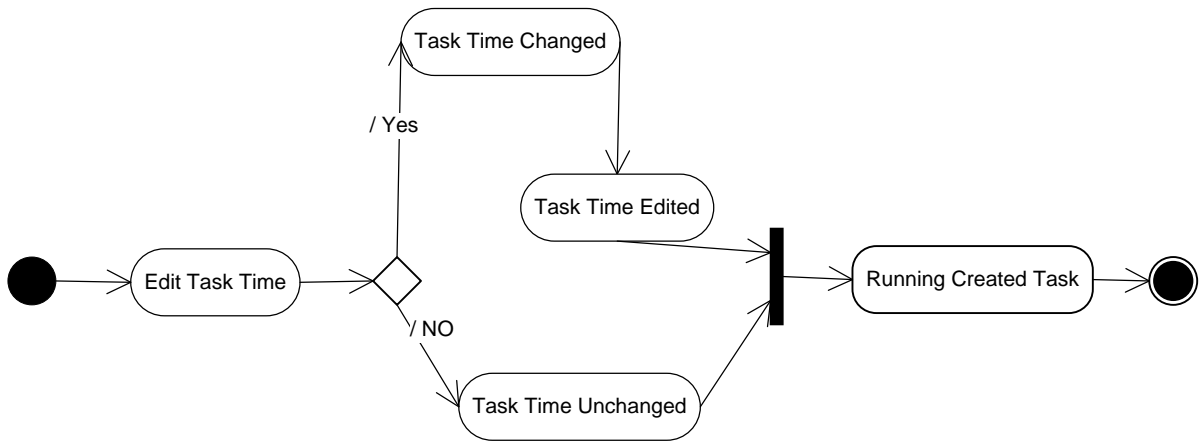 Task Time Changed
/ Yes
Task Time Edited
Edit Task Time
Running Created Task
/ NO
Task Time Unchanged